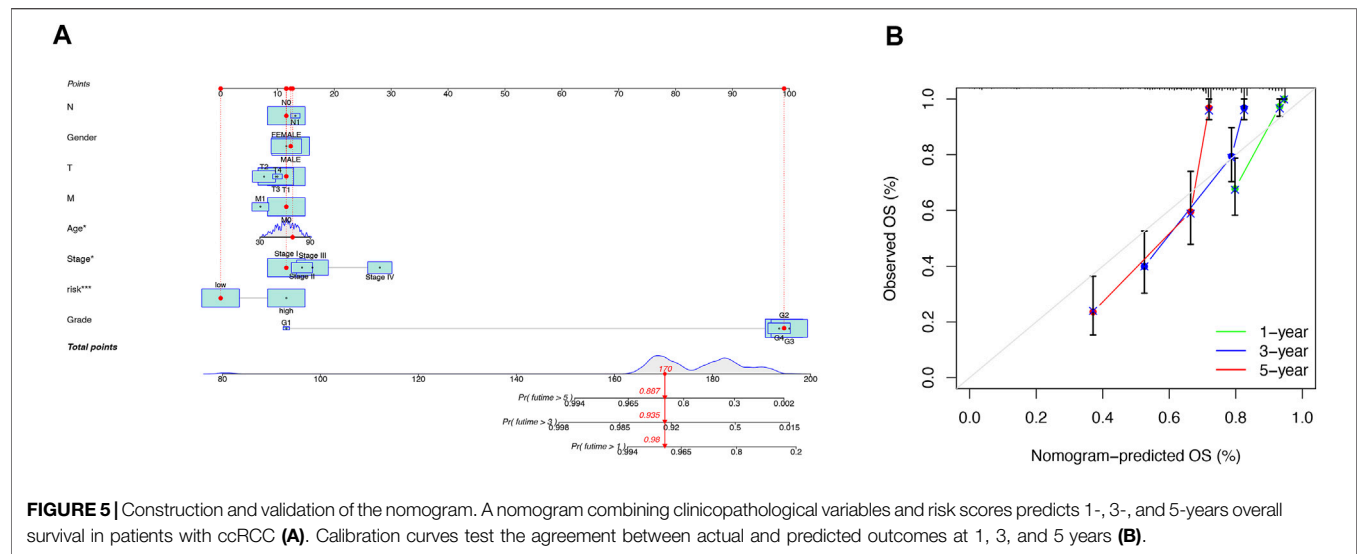 A
Points
0 10 20 30 40 50 60 70 80 90 100
N
N0
N1
Gender
FEMALE
MALE
T
T2
T4
T3 T1
M
M1
M0
Age*
30 90
Stage*
Stage I Stage III
Stage II Stage IV
risk***
low
high
Grade
G1
G2
G4 G3
Total points
80 100 120 140 160 180 200
170
0.887
Pr( futime > 5 )
0.994 0.965 0.8 0.3 0.002
0.935
Pr( futime > 3 )
0.998 0.985 0.92 0.5 0.015
0.98
Pr( futime > 1 )
0.994 0.965 0.8 0.2
B
Observed OS (%)
1.0
0.8
0.6
0.4
0.2
0.0
1-year
3-year
5-year
0.0 0.2 0.4 0.6 0.8 1.0
Nomogram-predicted OS (%)
FIGURE 5 | Construction and validation of the nomogram. A nomogram combining clinicopathological variables and risk scores predicts 1-, 3-, and 5-years overall
survival in patients with ccRCC (A). Calibration curves test the agreement between actual and predicted outcomes at 1, 3, and 5 years (B).